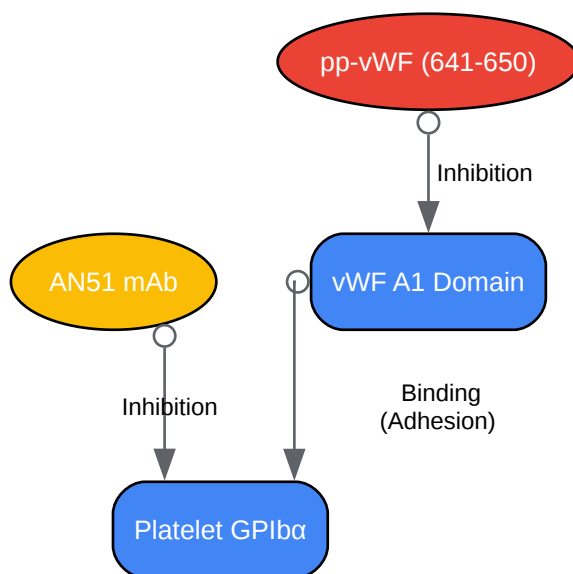 pp-vWF (641-650)
Inhibition
AN51 mAb
vWF A1 Domain
Inhibition
Binding
(Adhesion)
Platelet GPIbα